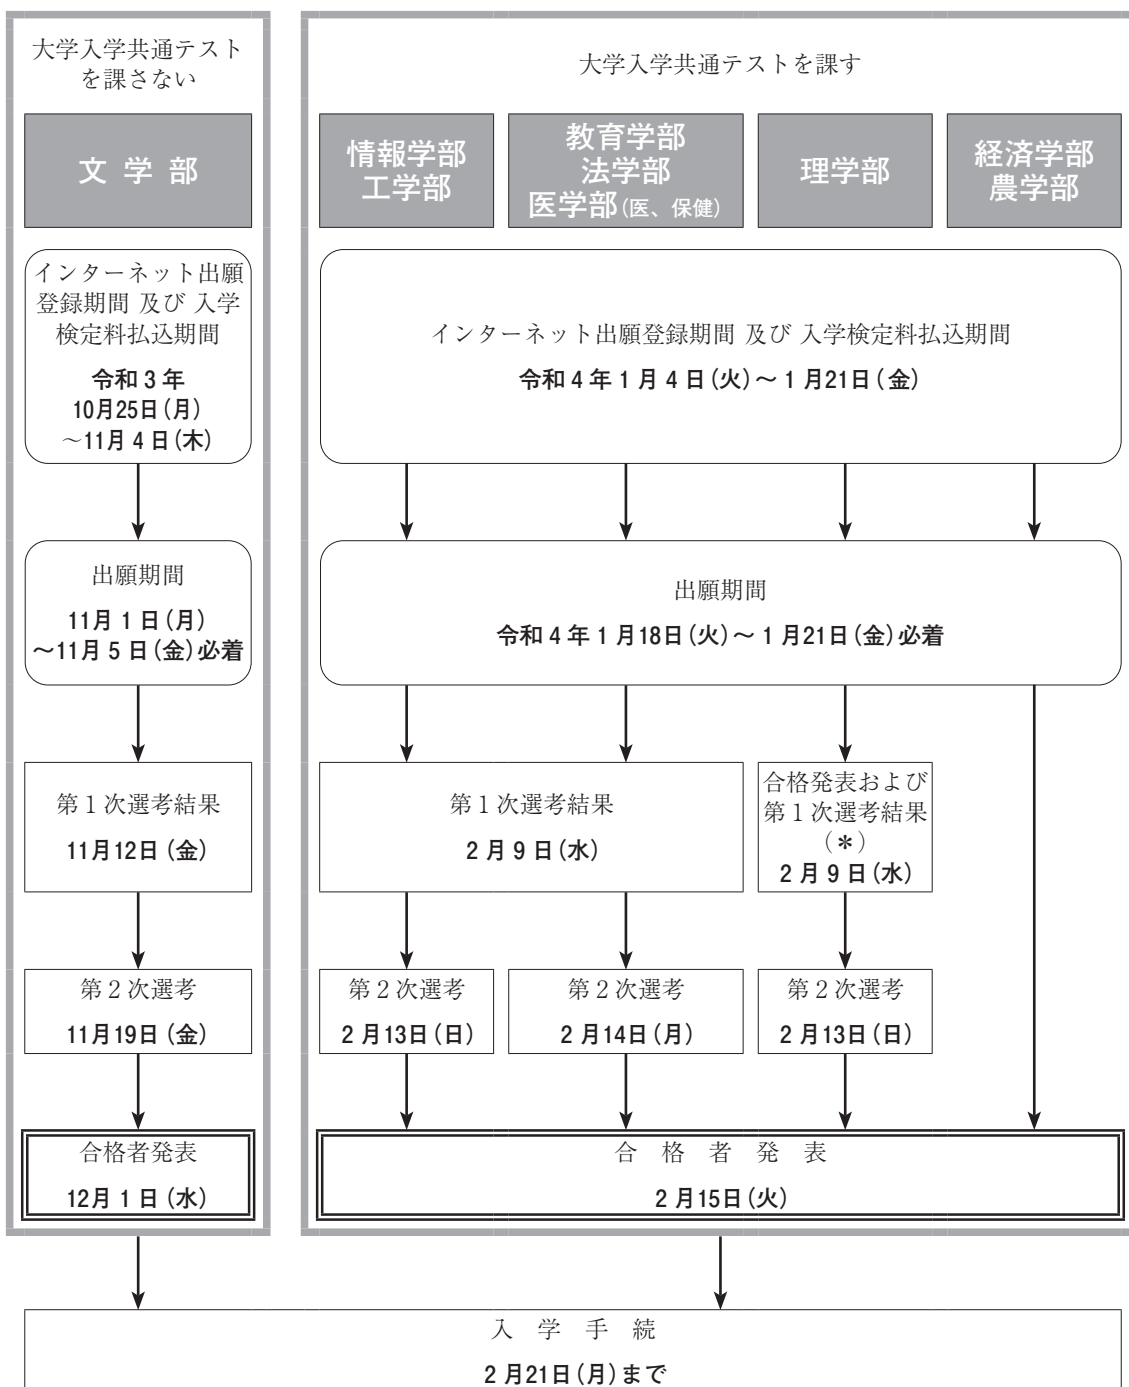 大学入学共通テスト
を課さない
文学部
インターネット出願
登録期間 及び 入学
検定料払込期間
令和3年
10月25日(月)
～11月4日(木)
出願期間
11月1日(月)
～11月5日(金)必着
第1次選考結果
11月12日(金)
第2次選考
11月19日(金)
合格者発表
12月1日(水)
大学入学共通テストを課す
情報学部
工学部
教育学部
法学部
医学部(医、保健)
理学部
経済学部
農学部
インターネット出願登録期間 及び 入学検定料払込期間
令和4年1月4日(火)～1月21日(金)
出願期間
令和4年1月18日(火)～1月21日(金)必着
第1次選考結果
2月9日(水)
合格発表および
第1次選考結果
(＊)
2月9日(水)
第2次選考
2月13日(日)
第2次選考
2月14日(月)
第2次選考
2月13日(日)
合格者発表
2月15日(火)
入学手続
2月21日(月)まで